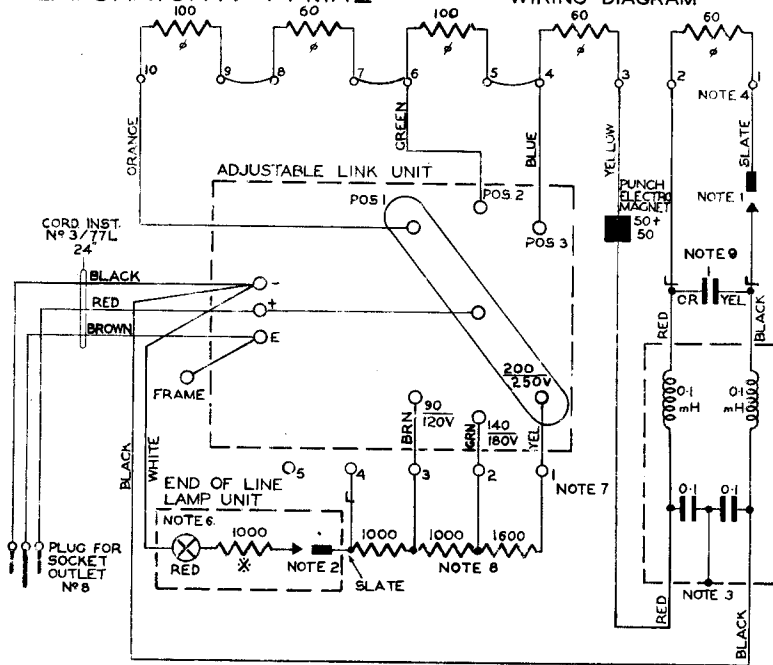 WIRING DIAGRAM
100 60 100 60 60
ø ø ø ø ø
10 9 8 7 6 5 4 3 2 1
NOTE 4
ORANGE
GREEN
BLUE
YELLOW
SLATE
ADJUSTABLE LINK UNIT
POS 1
POS 2
POS 3
PUNCH
ELECTRO
MAGNET
50 +
50
NOTE 1
CORD. INST.
Nº 3/77L
24"
NOTE 9
1
BLACK
-
OR YEL
RED
+
BROWN
E
RED
BLACK
FRAME
200
250V
0·1
mH
0·1
mH
BRN
90
120V
GRN
140
180V
YEL
BLACK
WHITE
5 4 3 2 1
NOTE 7
END OF LINE
LAMP UNIT
NOTE 6
0·1 0·1
1000
1000 1000 1600
RED
NOTE 2
NOTE 8
SLATE
PLUG FOR
SOCKET
OUTLET
Nº 8
NOTE 3
RED
BLACK